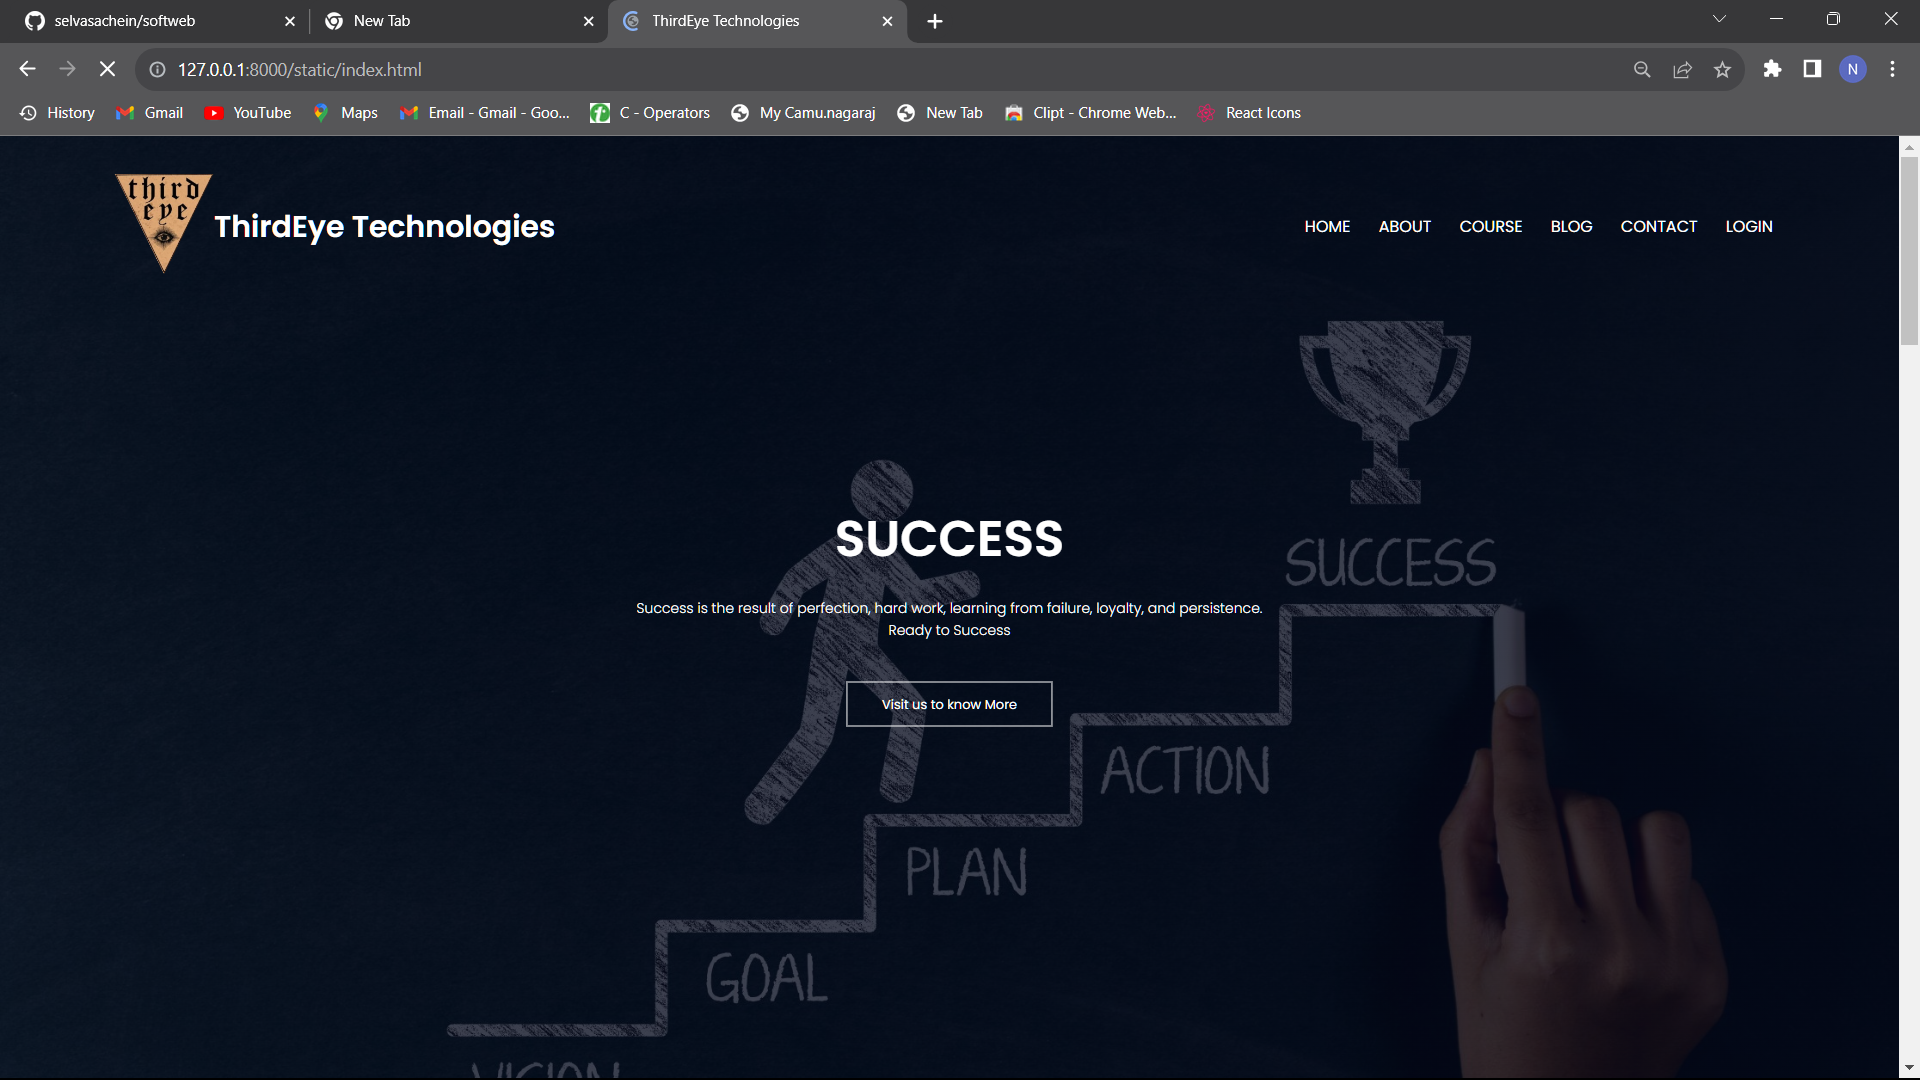 selvasachein/softweb
New Tab
ThirdEye Technologies
127.0.0.1:8000/static/index.html
N
History
Gmail
YouTube
Maps
Email - Gmail - Goo...
C - Operators
My Camu.nagaraj
New Tab
Clipt - Chrome Web...
React Icons
third
eye
ThirdEye Technologies
HOME ABOUT COURSE BLOG CONTACT LOGIN
SUCCESS
SUCCESS
Success is the result of perfection, hard work, learning from failure, loyalty, and persistence.
Ready to Success
Visit us to know More
ACTION
PLAN
GOAL
VISION